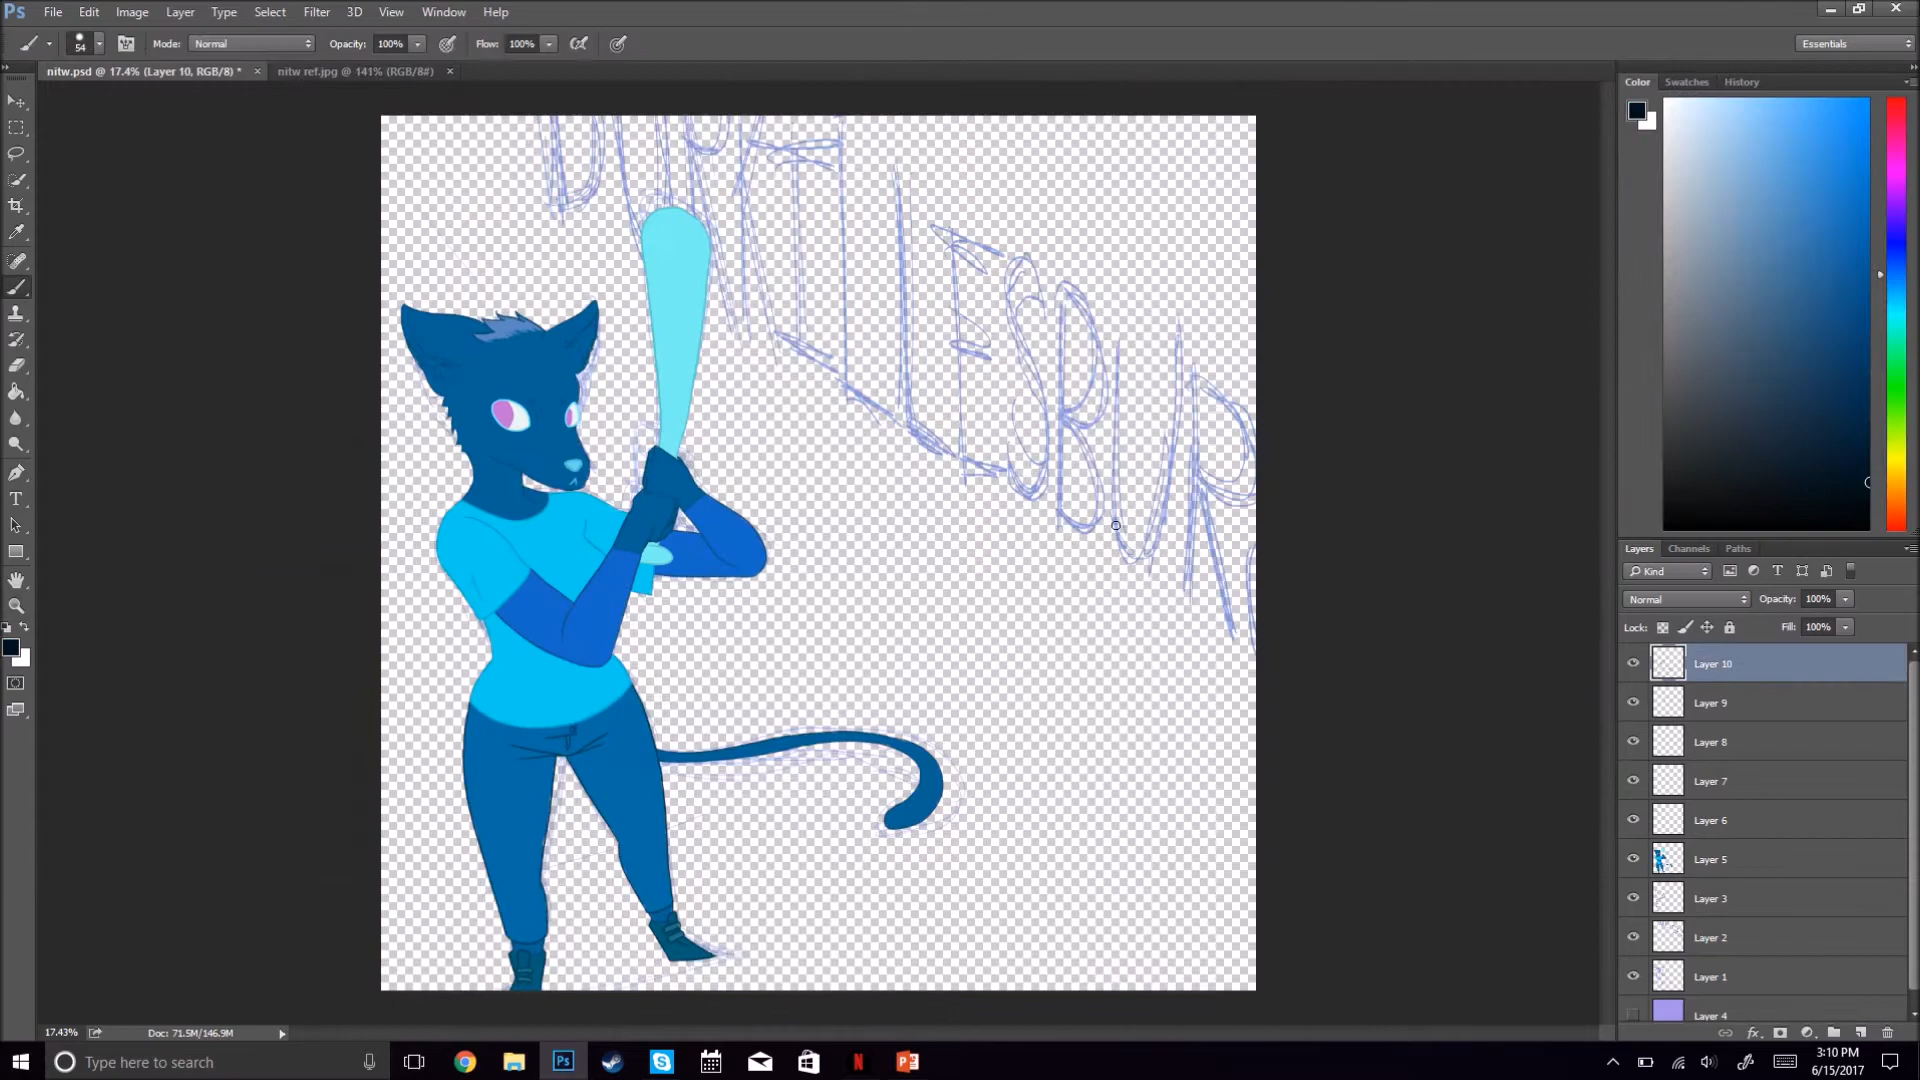 Ps File Edit Image Layer Type Select Filter 3D View Window Help
54 Mode: Normal Opacity: 100% Flow: 100% Essentials
nitw.psd @ 17.4% (Layer 10, RGB/8) * × nitw ref.jpg @ 141% (RGB/8#) ×
Color Swatches History
Layers Channels Paths
Kind
Normal Opacity: 100%
Lock: Fill: 100%
Layer 10
Layer 9
Layer 8
Layer 7
Layer 6
Layer 5
Layer 3
Layer 2
Layer 1
Layer 4
17.43% Doc: 71.5M/146.9M
Type here to search
3:10 PM
6/15/2017